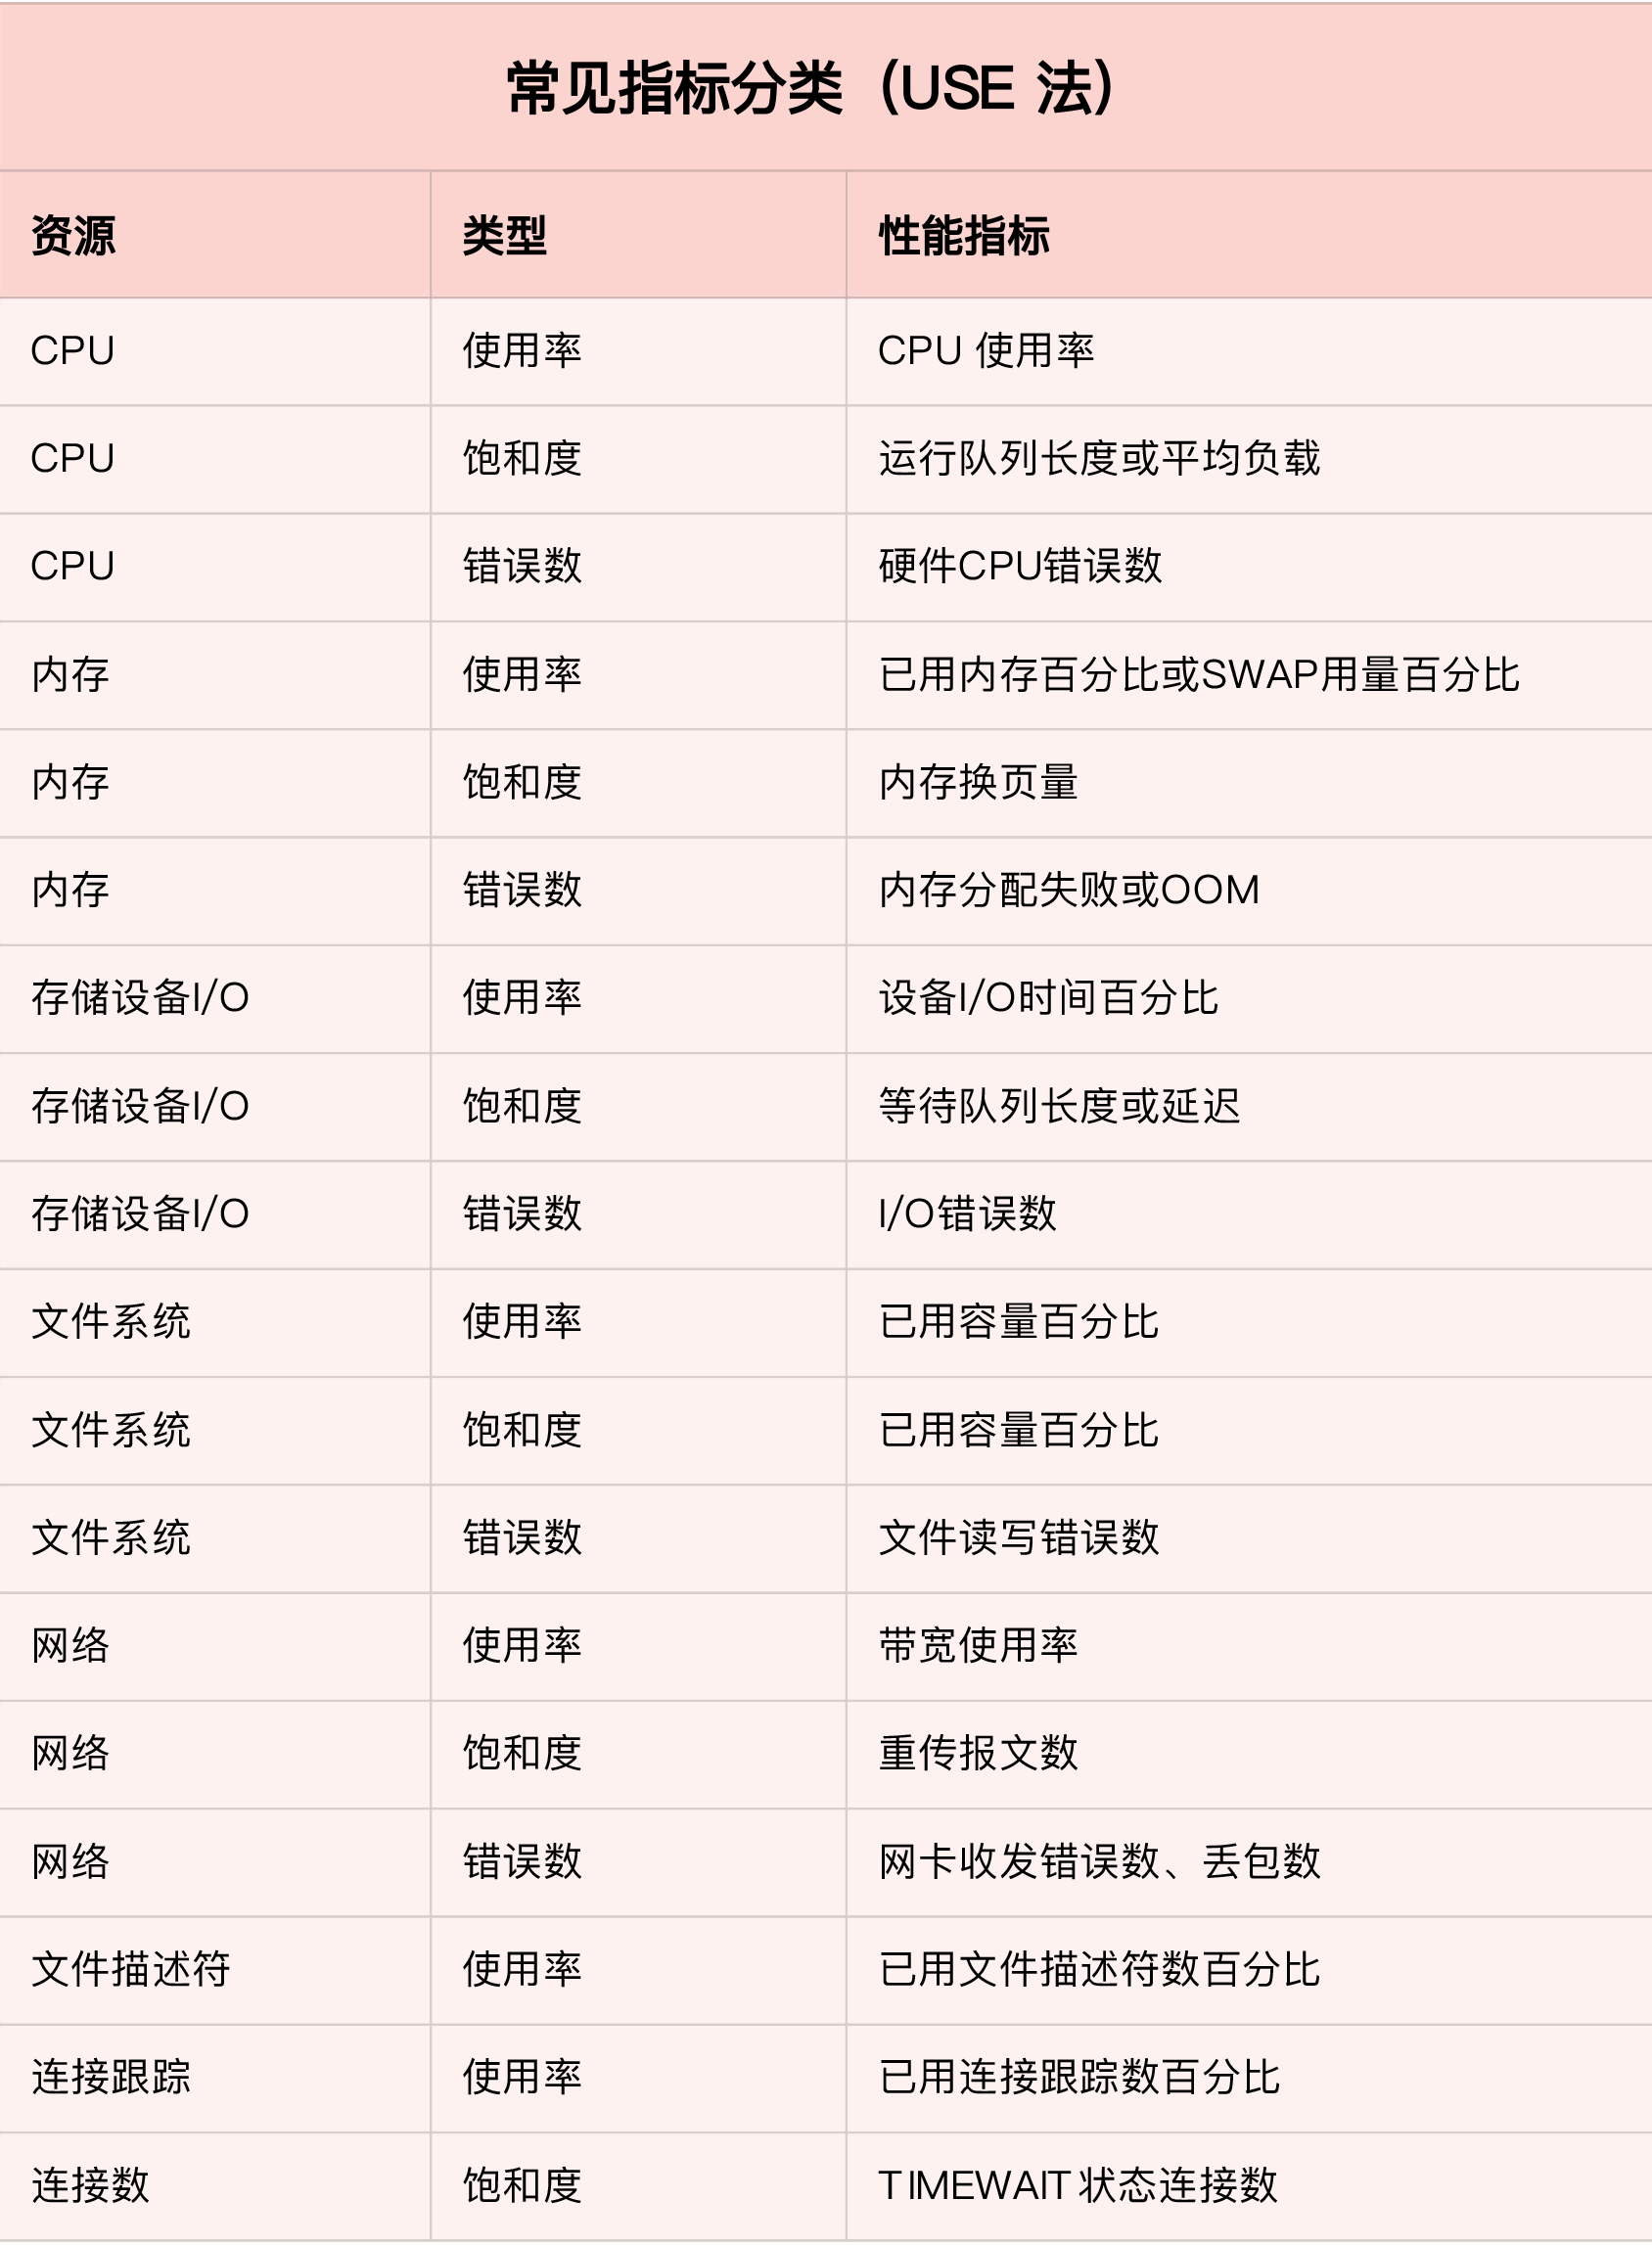 常见指标分类（USE 法）
资源 类型 性能指标
CPU 使用率 CPU 使用率
CPU 饱和度 运行队列长度或平均负载
CPU 错误数 硬件CPU错误数
内存 使用率 已用内存百分比或SWAP用量百分比
内存 饱和度 内存换页量
内存 错误数 内存分配失败或OOM
存储设备I/O 使用率 设备I/O时间百分比
存储设备I/O 饱和度 等待队列长度或延迟
存储设备I/O 错误数 I/O错误数
文件系统 使用率 已用容量百分比
文件系统 饱和度 已用容量百分比
文件系统 错误数 文件读写错误数
网络 使用率 带宽使用率
网络 饱和度 重传报文数
网络 错误数 网卡收发错误数、丢包数
文件描述符 使用率 已用文件描述符数百分比
连接跟踪 使用率 已用连接跟踪数百分比
连接数 饱和度 TIMEWAIT状态连接数